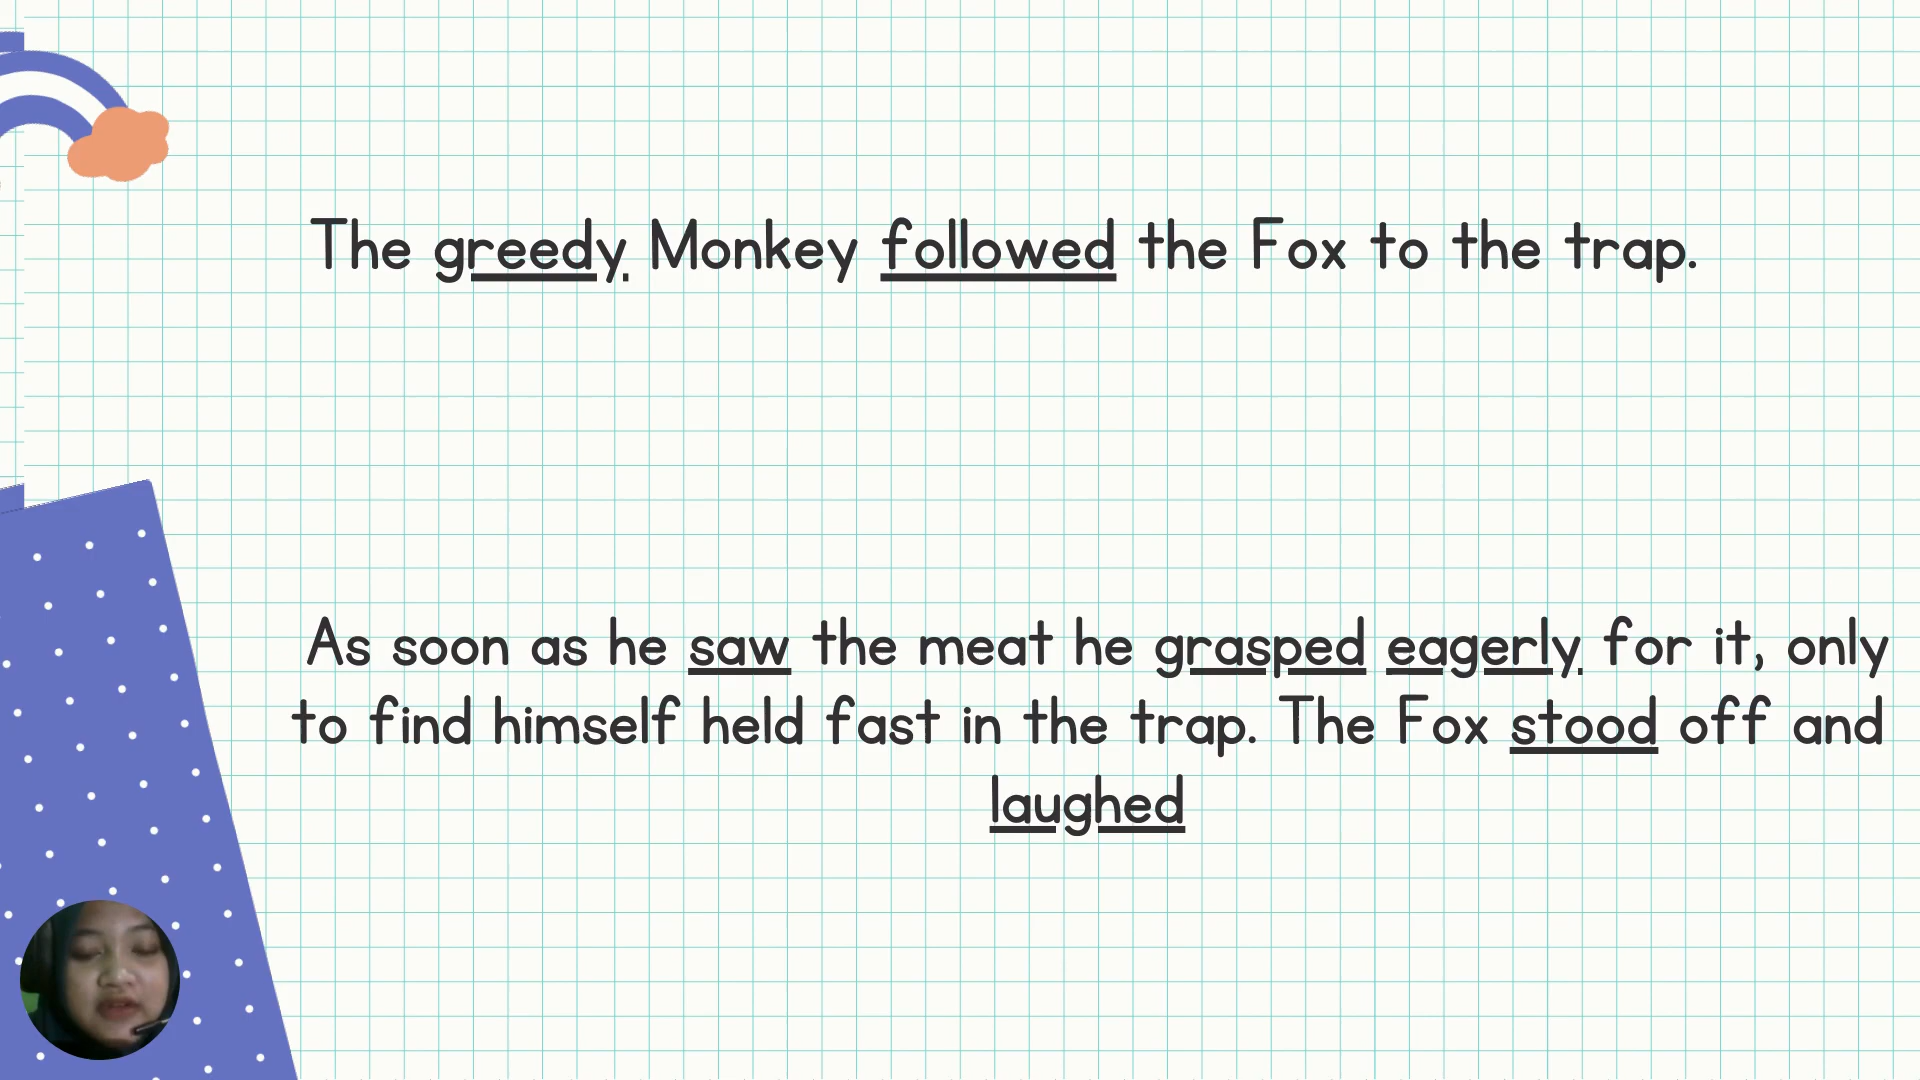 The greedy Monkey followed the Fox to the trap.
As soon as he saw the meat he grasped eagerly for it, only
to find himself held fast in the trap. The Fox stood off and
laughed